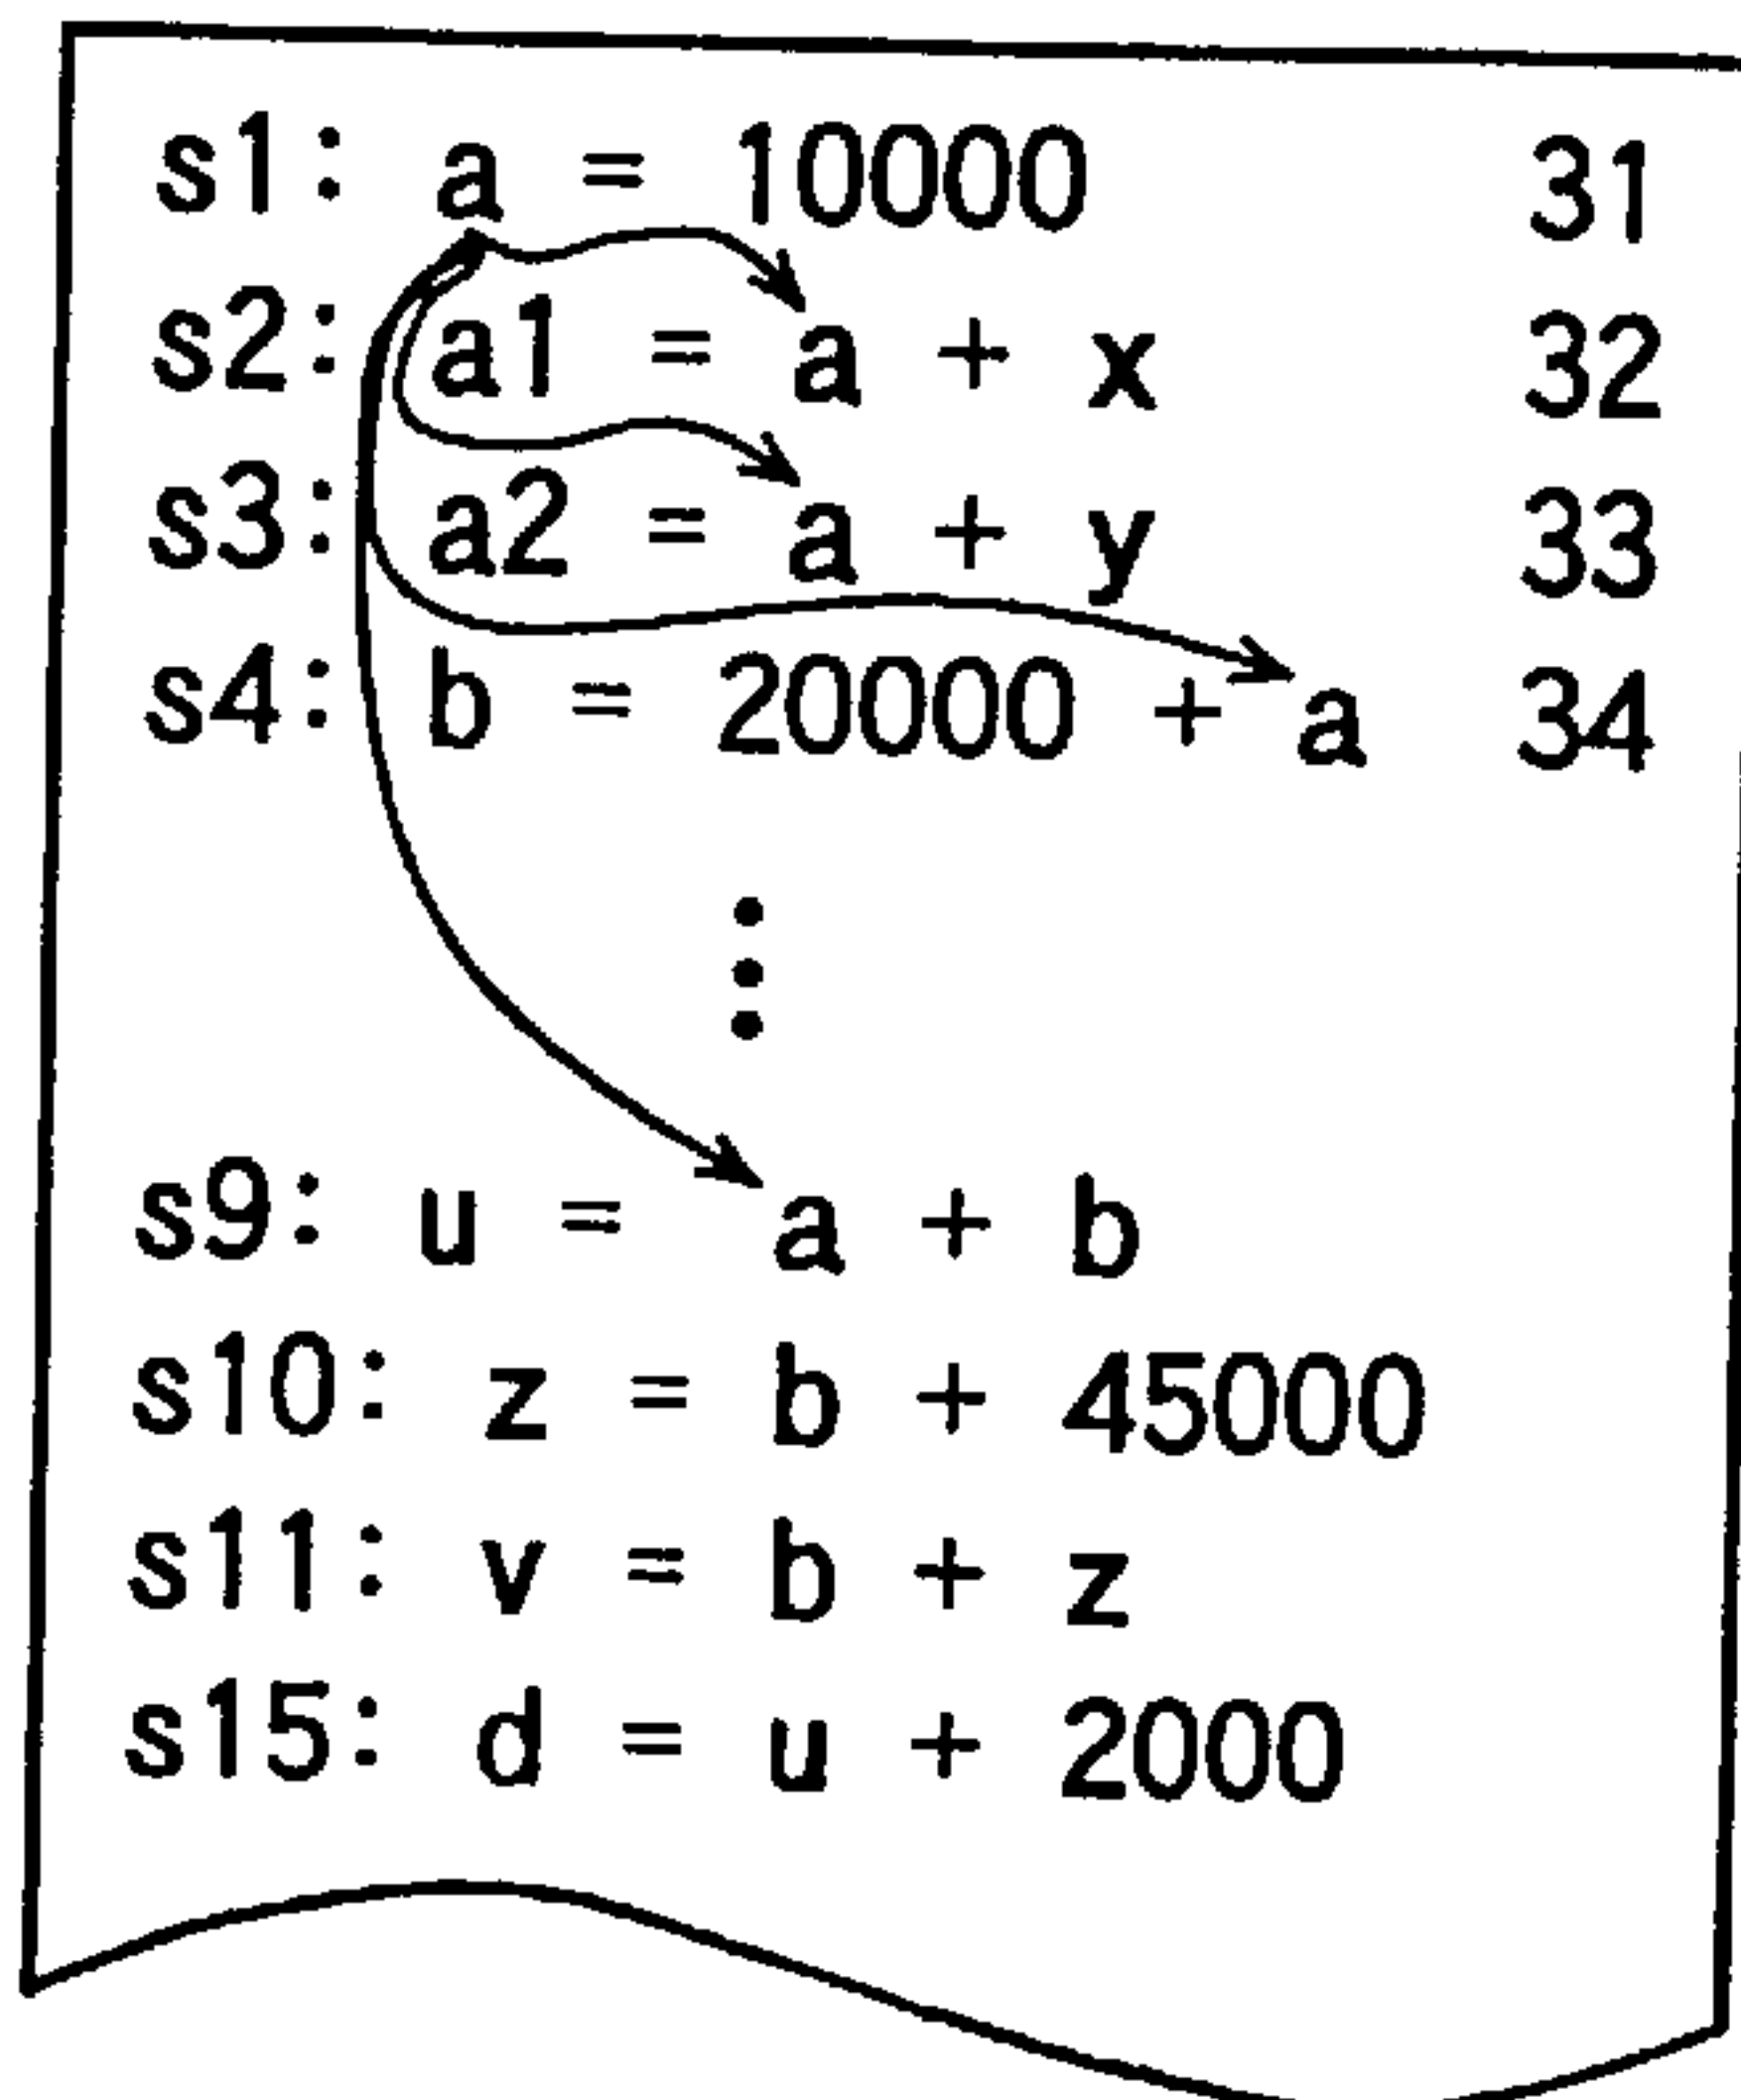 s1: a = 10000 31
s2: a1 = a + x 32
s3: a2 = a + y 33
s4: b = 20000 + a 34
s9: u = a + b
s10: z = b + 45000
s11: v = b + z
s15: d = u + 2000